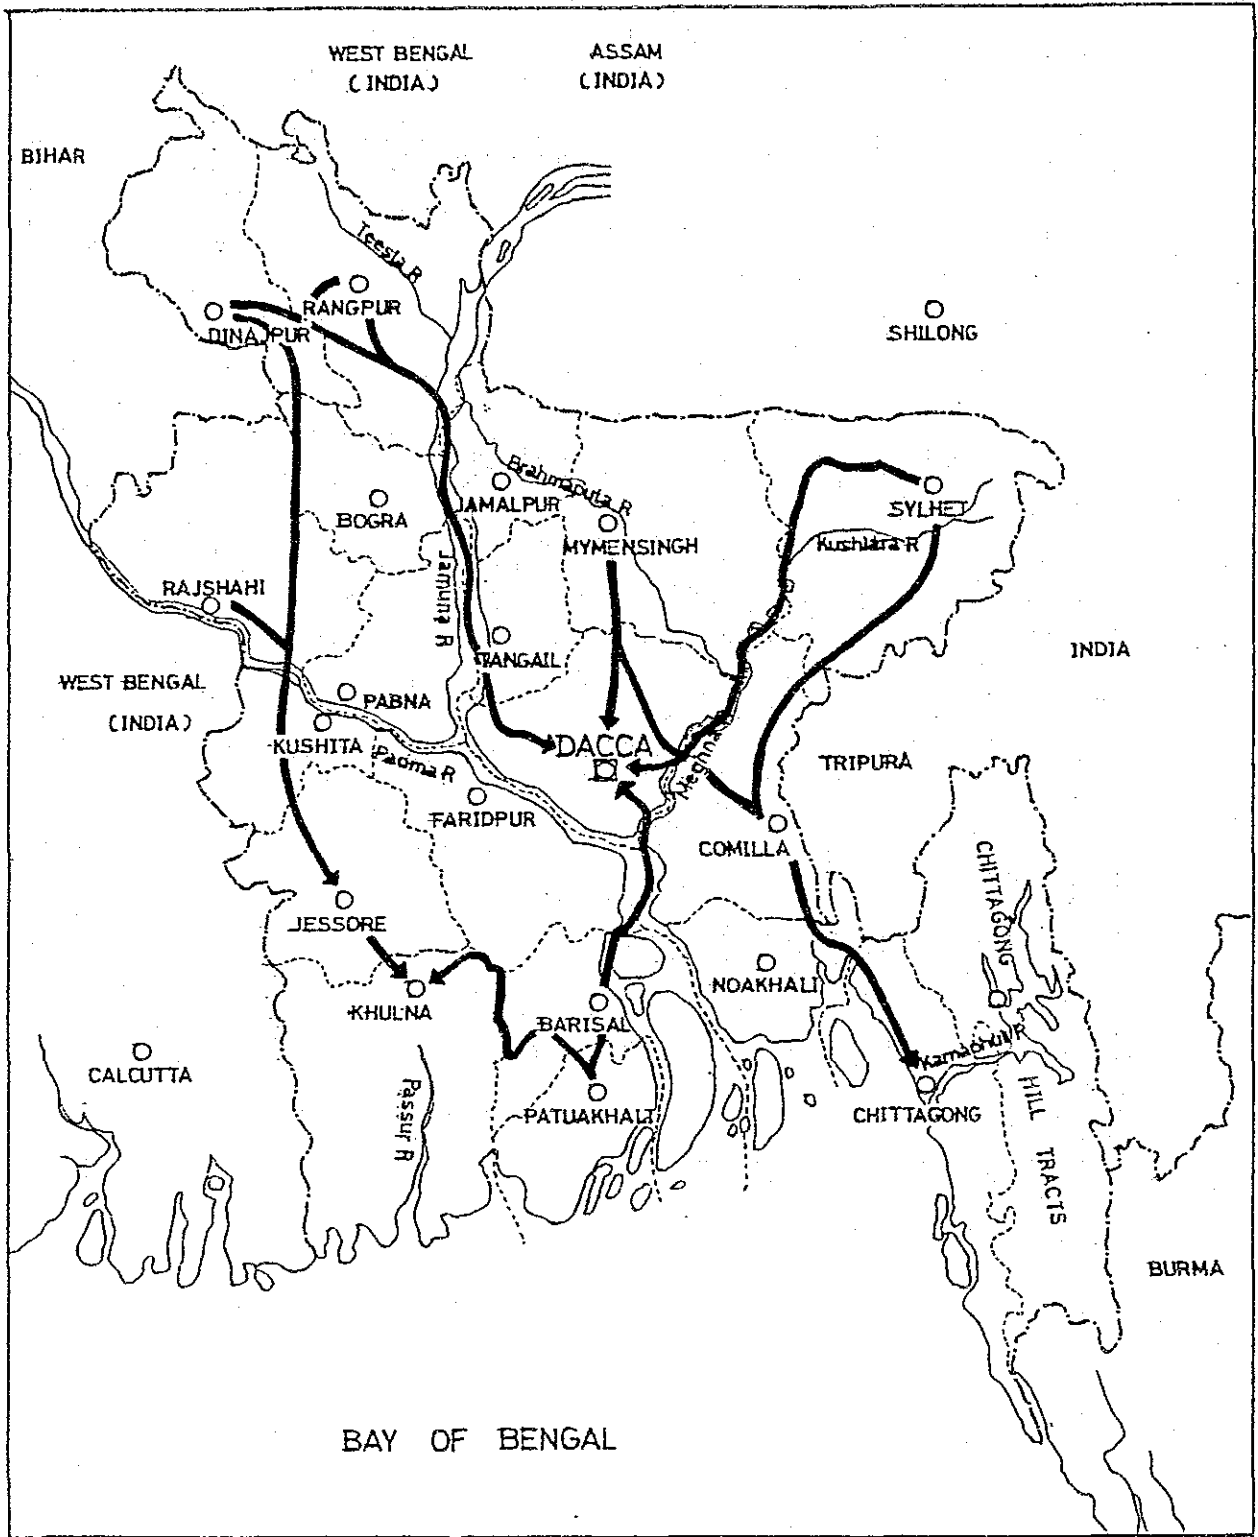 WEST BENGAL
(INDIA)
ASSAM
(INDIA)
BIHAR
Teesta R
RANGPUR
DINAJPUR
SHILONG
Brahmaputa R
JAMALPUR
BOGRA
SYLHET
MYMENSINGH
Kushiara R
Jamuna R
RAJSHAHI
TANGAIL
INDIA
WEST BENGAL
(INDIA)
PABNA
KUSHITA
Padma R
DACCA
Meghna
TRIPURA
FARIDPUR
COMILLA
CHITTAGONG
JESSORE
NOAKHALI
KHULNA
BARISAL
Karnaphuli R
CALCUTTA
Passur R
PATUAKHALI
CHITTAGONG
HILL TRACTS
BURMA
BAY OF BENGAL